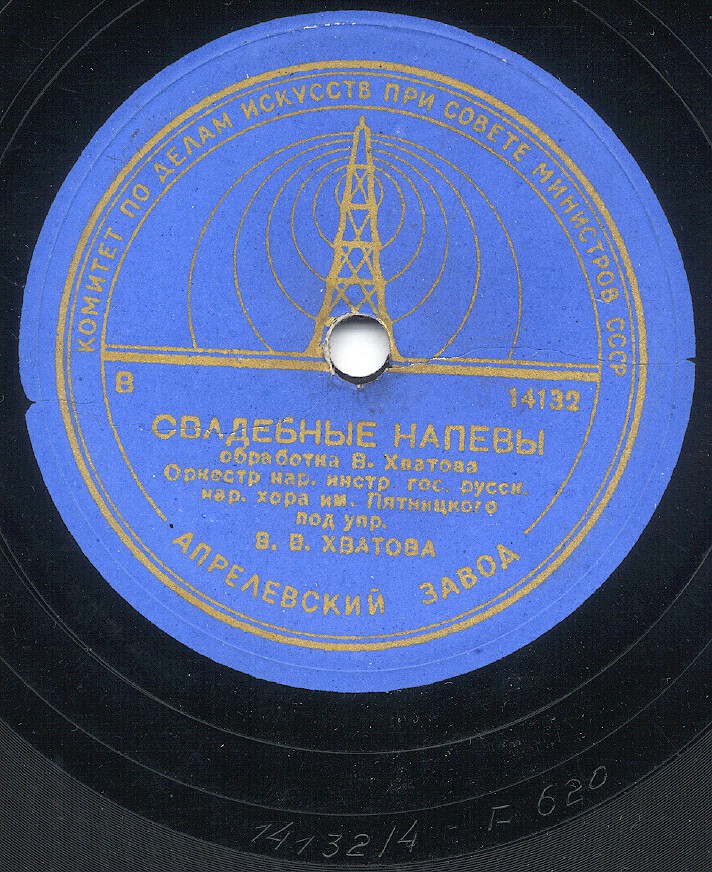 КОМИТЕТ ПО ДЕЛАМ ИСКУССТВ ПРИ СОВЕТЕ МИНИСТРОВ СССР
В
14132
СВАДЕБНЫЕ НАПЕВЫ
обработка В. Хватова
Оркестр нар. инстр. гос. русск.
нар. хора им. Пятницкого
под упр.
В. В. ХВАТОВА
АПРЕЛЕВСКИЙ ЗАВОД
14132/4 F 620